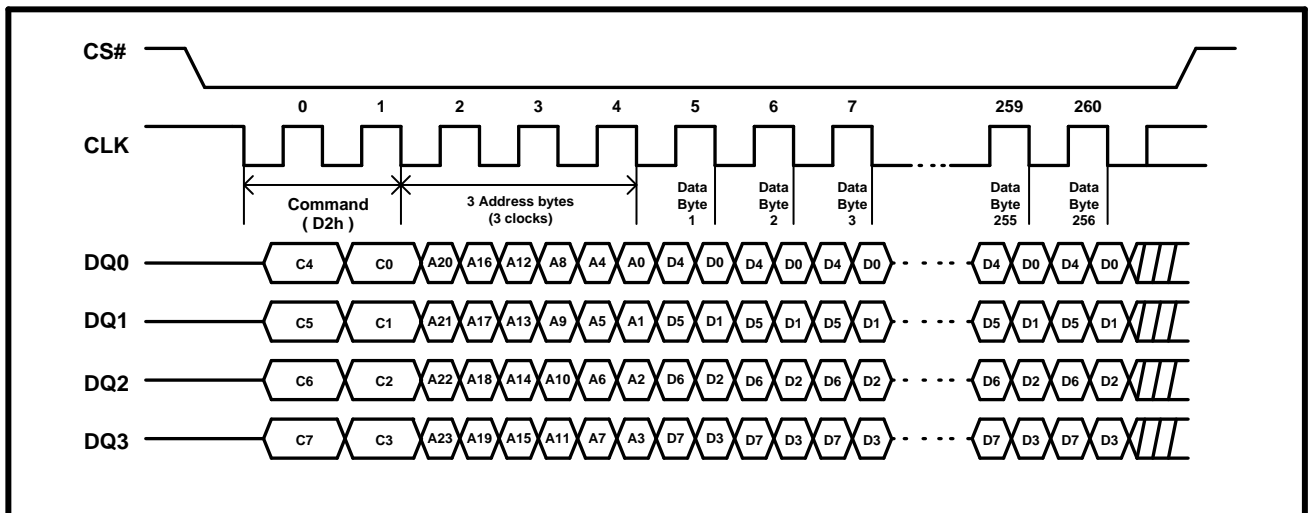 CS#
0 1 2 3 4 5 6 7 259 260
CLK
Command
( D2h )
3 Address bytes
(3 clocks)
Data
Byte
1
Data
Byte
2
Data
Byte
3
Data
Byte
255
Data
Byte
256
DQ0 C4 C0 A20 A16 A12 A8 A4 A0 D4 D0 D4 D0 D4 D0 D4 D0 D4 D0
DQ1 C5 C1 A21 A17 A13 A9 A5 A1 D5 D1 D5 D1 D5 D1 D5 D1 D5 D1
DQ2 C6 C2 A22 A18 A14 A10 A6 A2 D6 D2 D6 D2 D6 D2 D6 D2 D6 D2
DQ3 C7 C3 A23 A19 A15 A11 A7 A3 D7 D3 D7 D3 D7 D3 D7 D3 D7 D3